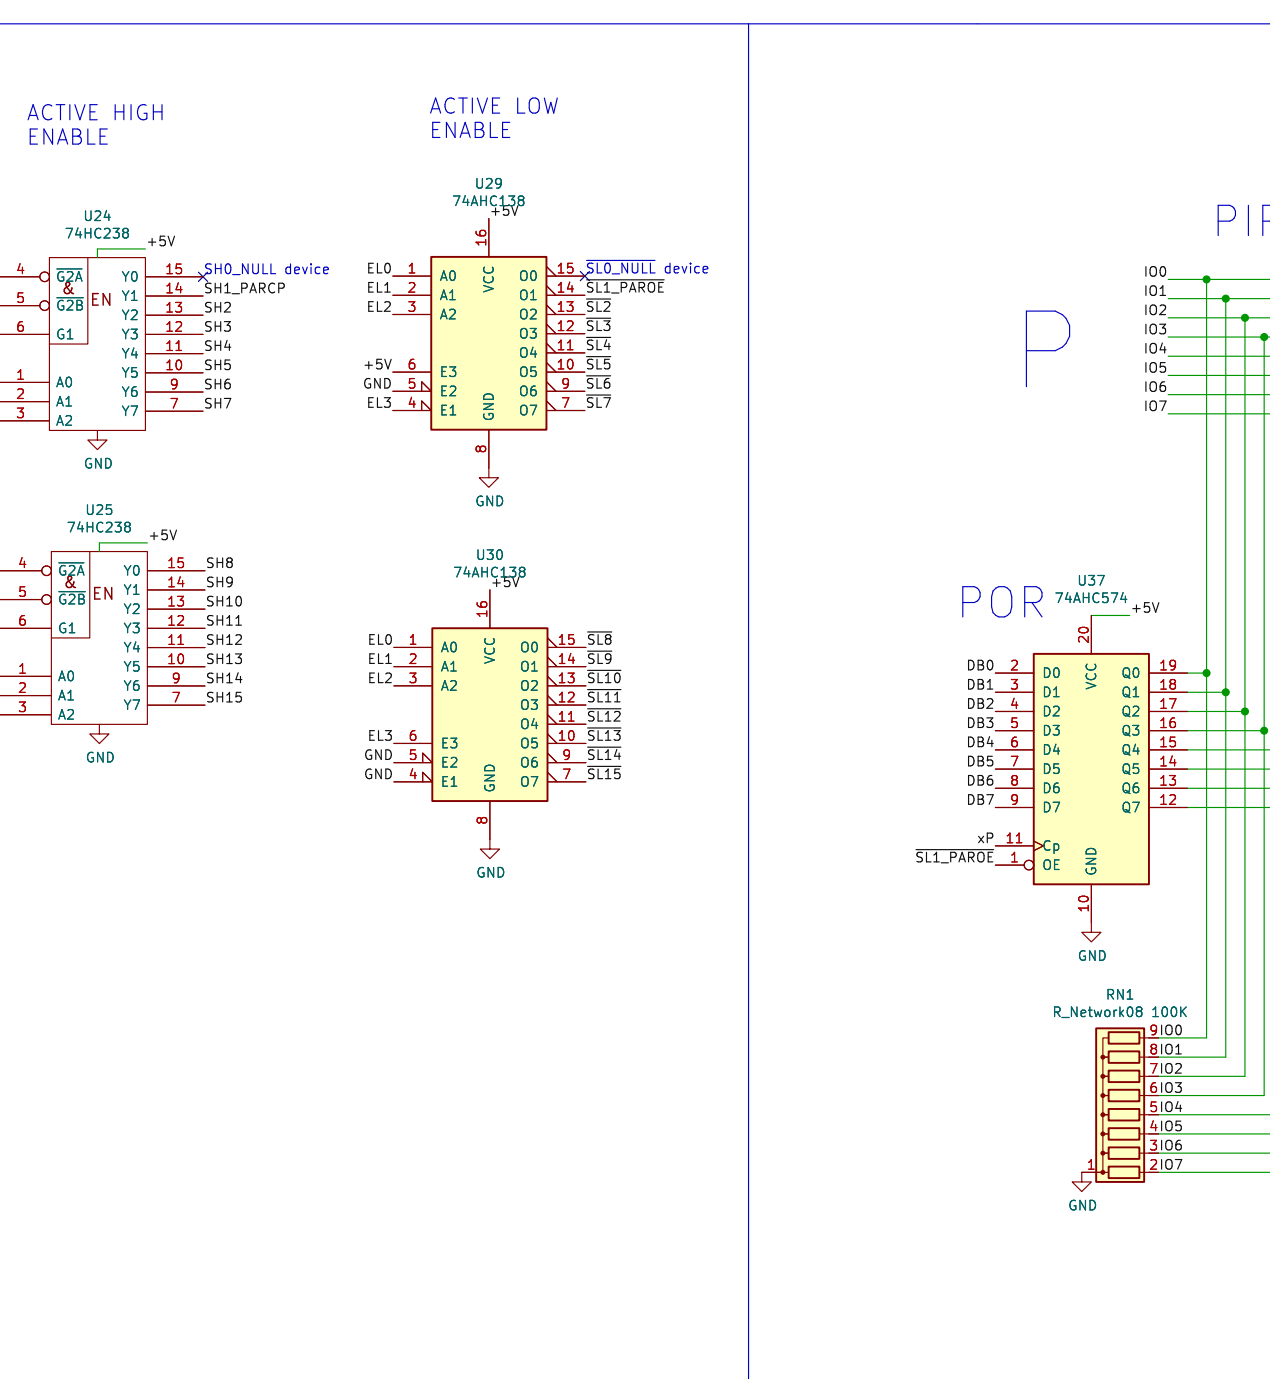 ACTIVE HIGH
ENABLE
U24
74HC238
+5V
4 G2A
5 G2B
6 G1
& EN
1 A0
2 A1
3 A2
Y0 15 SH0_NULL device
Y1 14 SH1_PARCP
Y2 13 SH2
Y3 12 SH3
Y4 11 SH4
Y5 10 SH5
Y6 9 SH6
Y7 7 SH7
GND
U25
74HC238
+5V
4 G2A
5 G2B
6 G1
& EN
1 A0
2 A1
3 A2
Y0 15 SH8
Y1 14 SH9
Y2 13 SH10
Y3 12 SH11
Y4 11 SH12
Y5 10 SH13
Y6 9 SH14
Y7 7 SH15
GND
ACTIVE LOW
ENABLE
U29
74AHC138
+5V
16
VCC
EL0 1 A0
EL1 2 A1
EL2 3 A2
+5V 6 E3
GND 5 E2
EL3 4 E1
O0 15 SL0_NULL device
O1 14 SL1_PAROE
O2 13 SL2
O3 12 SL3
O4 11 SL4
O5 10 SL5
O6 9 SL6
O7 7 SL7
GND
8
GND
U30
74AHC138
+5V
16
VCC
EL0 1 A0
EL1 2 A1
EL2 3 A2
EL3 6 E3
GND 5 E2
GND 4 E1
O0 15 SL8
O1 14 SL9
O2 13 SL10
O3 12 SL11
O4 11 SL12
O5 10 SL13
O6 9 SL14
O7 7 SL15
GND
8
GND
P
PIP
IO0
IO1
IO2
IO3
IO4
IO5
IO6
IO7
POR
U37
74AHC574
+5V
20
VCC
DB0 2 D0
DB1 3 D1
DB2 4 D2
DB3 5 D3
DB4 6 D4
DB5 7 D5
DB6 8 D6
DB7 9 D7
xP 11 Cp
SL1_PAROE 1 OE
Q0 19
Q1 18
Q2 17
Q3 16
Q4 15
Q5 14
Q6 13
Q7 12
GND
10
GND
RN1
R_Network08 100K
9 IO0
8 IO1
7 IO2
6 IO3
5 IO4
4 IO5
3 IO6
2 IO7
1
GND